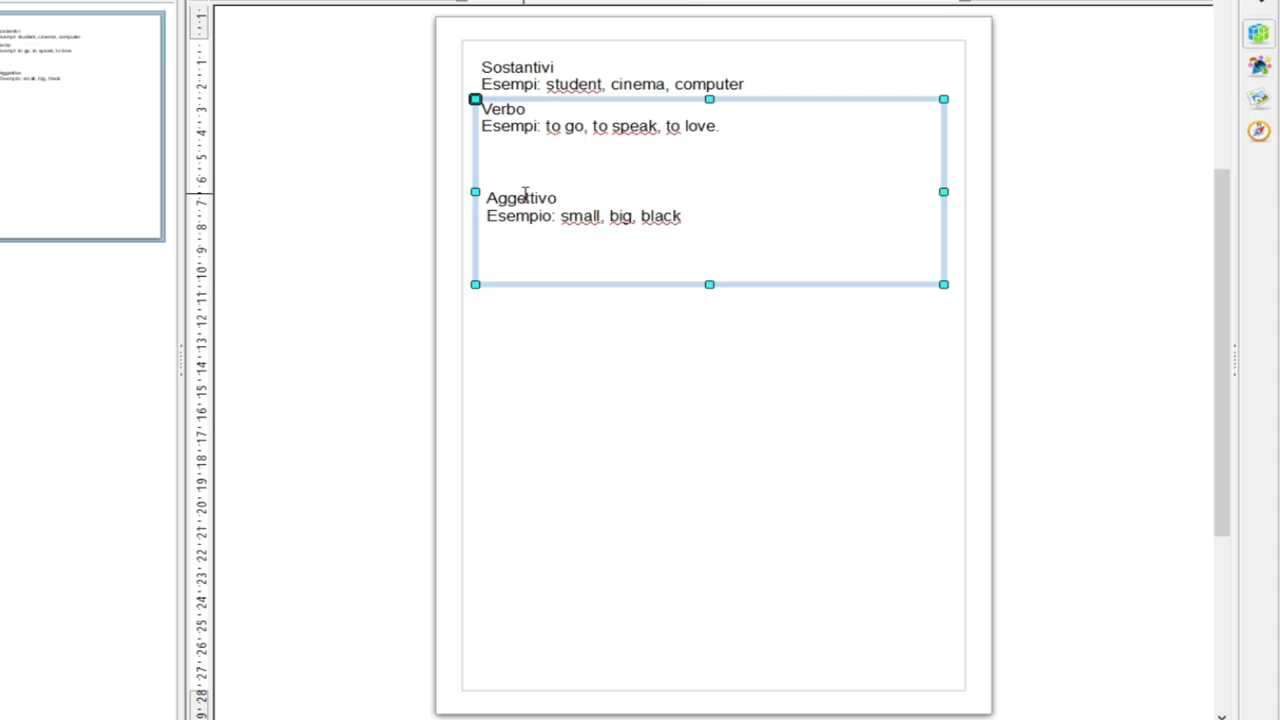 Sostantivi
Esempi: student, cinema, computer
Verbo
Esempi: to go, to speak, to love.
Aggettivo
Esempio: small, big, black